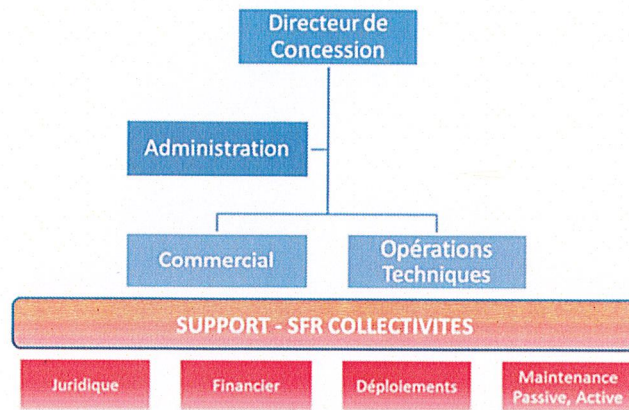 Directeur de
Concession
Administration
Commercial
Opérations
Techniques
SUPPORT - SFR COLLECTIVITES
Juridique
Financier
Déploiements
Maintenance
Passive, Active